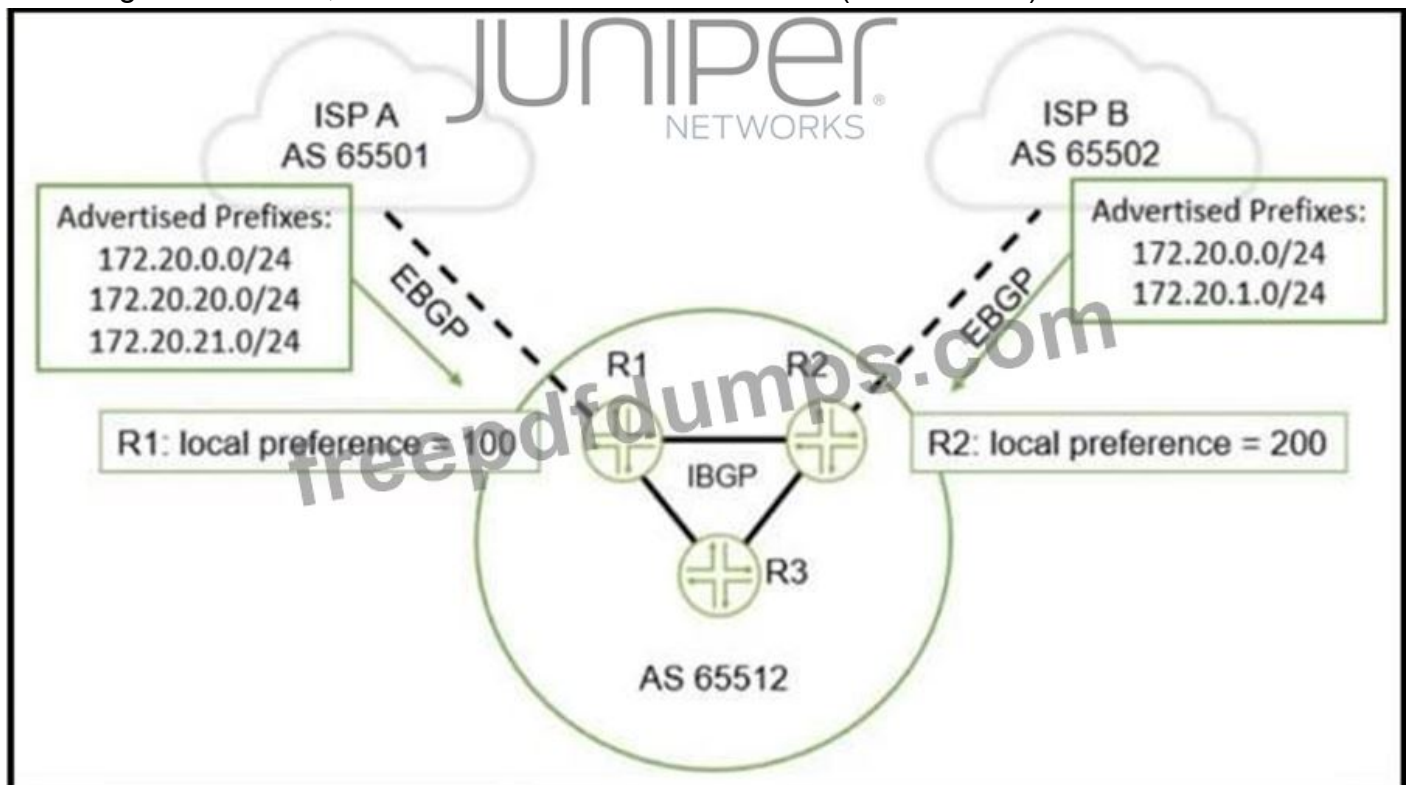 JUNIPEr
NETWORKS
ISP A
AS 65501
ISP B
AS 65502
Advertised Prefixes:
172.20.0.0/24
172.20.20.0/24
172.20.21.0/24
Advertised Prefixes:
172.20.0.0/24
172.20.1.0/24
EBGP
EBGP
R1
R2
R1: local preference = 100
R2: local preference = 200
IBGP
R3
AS 65512
freepdfdumps.com